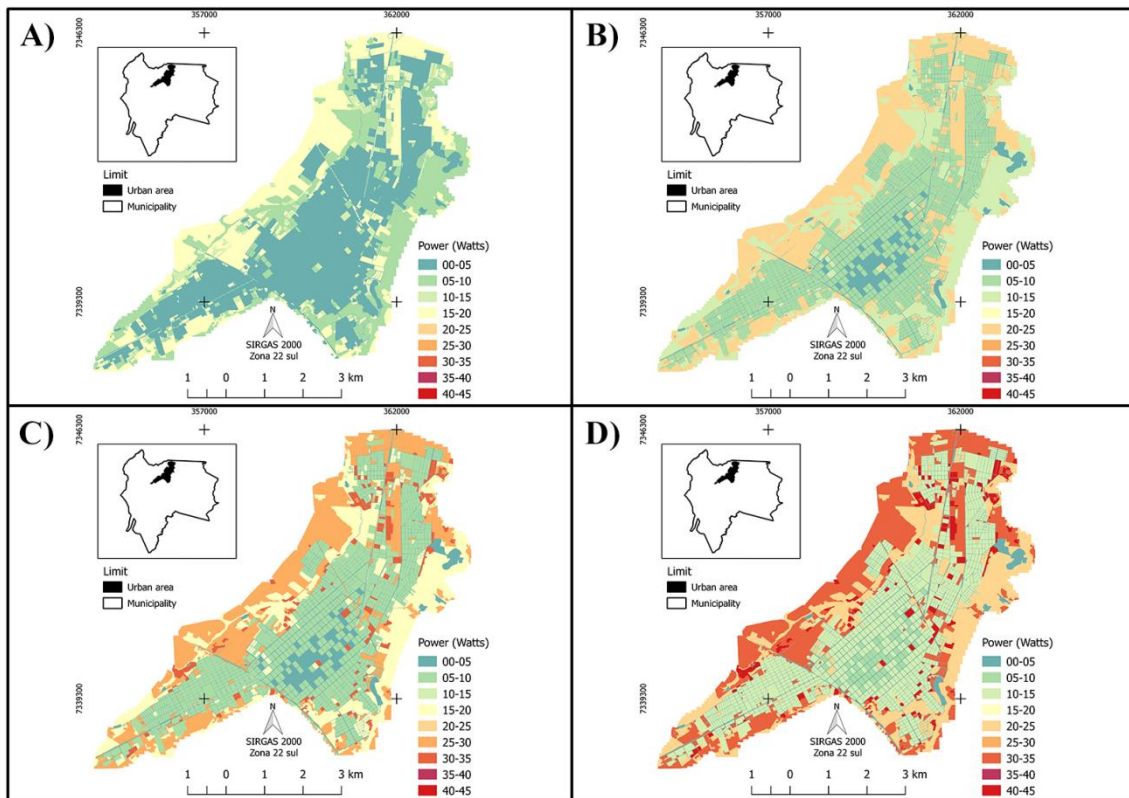 A)
357000
362000
7346300
7339300
Limit
Urban area
Municipality
Power (Watts)
00-05
05-10
10-15
15-20
20-25
25-30
30-35
35-40
40-45
N
SIRGAS 2000
Zona 22 sul
1 0 1 2 3 km
B)
357000
362000
7346300
7339300
Limit
Urban area
Municipality
Power (Watts)
00-05
05-10
10-15
15-20
20-25
25-30
30-35
35-40
40-45
N
SIRGAS 2000
Zona 22 sul
1 0 1 2 3 km
C)
357000
362000
7346300
7339300
Limit
Urban area
Municipality
Power (Watts)
00-05
05-10
10-15
15-20
20-25
25-30
30-35
35-40
40-45
N
SIRGAS 2000
Zona 22 sul
1 0 1 2 3 km
D)
357000
362000
7346300
7339300
Limit
Urban area
Municipality
Power (Watts)
00-05
05-10
10-15
15-20
20-25
25-30
30-35
35-40
40-45
N
SIRGAS 2000
Zona 22 sul
1 0 1 2 3 km